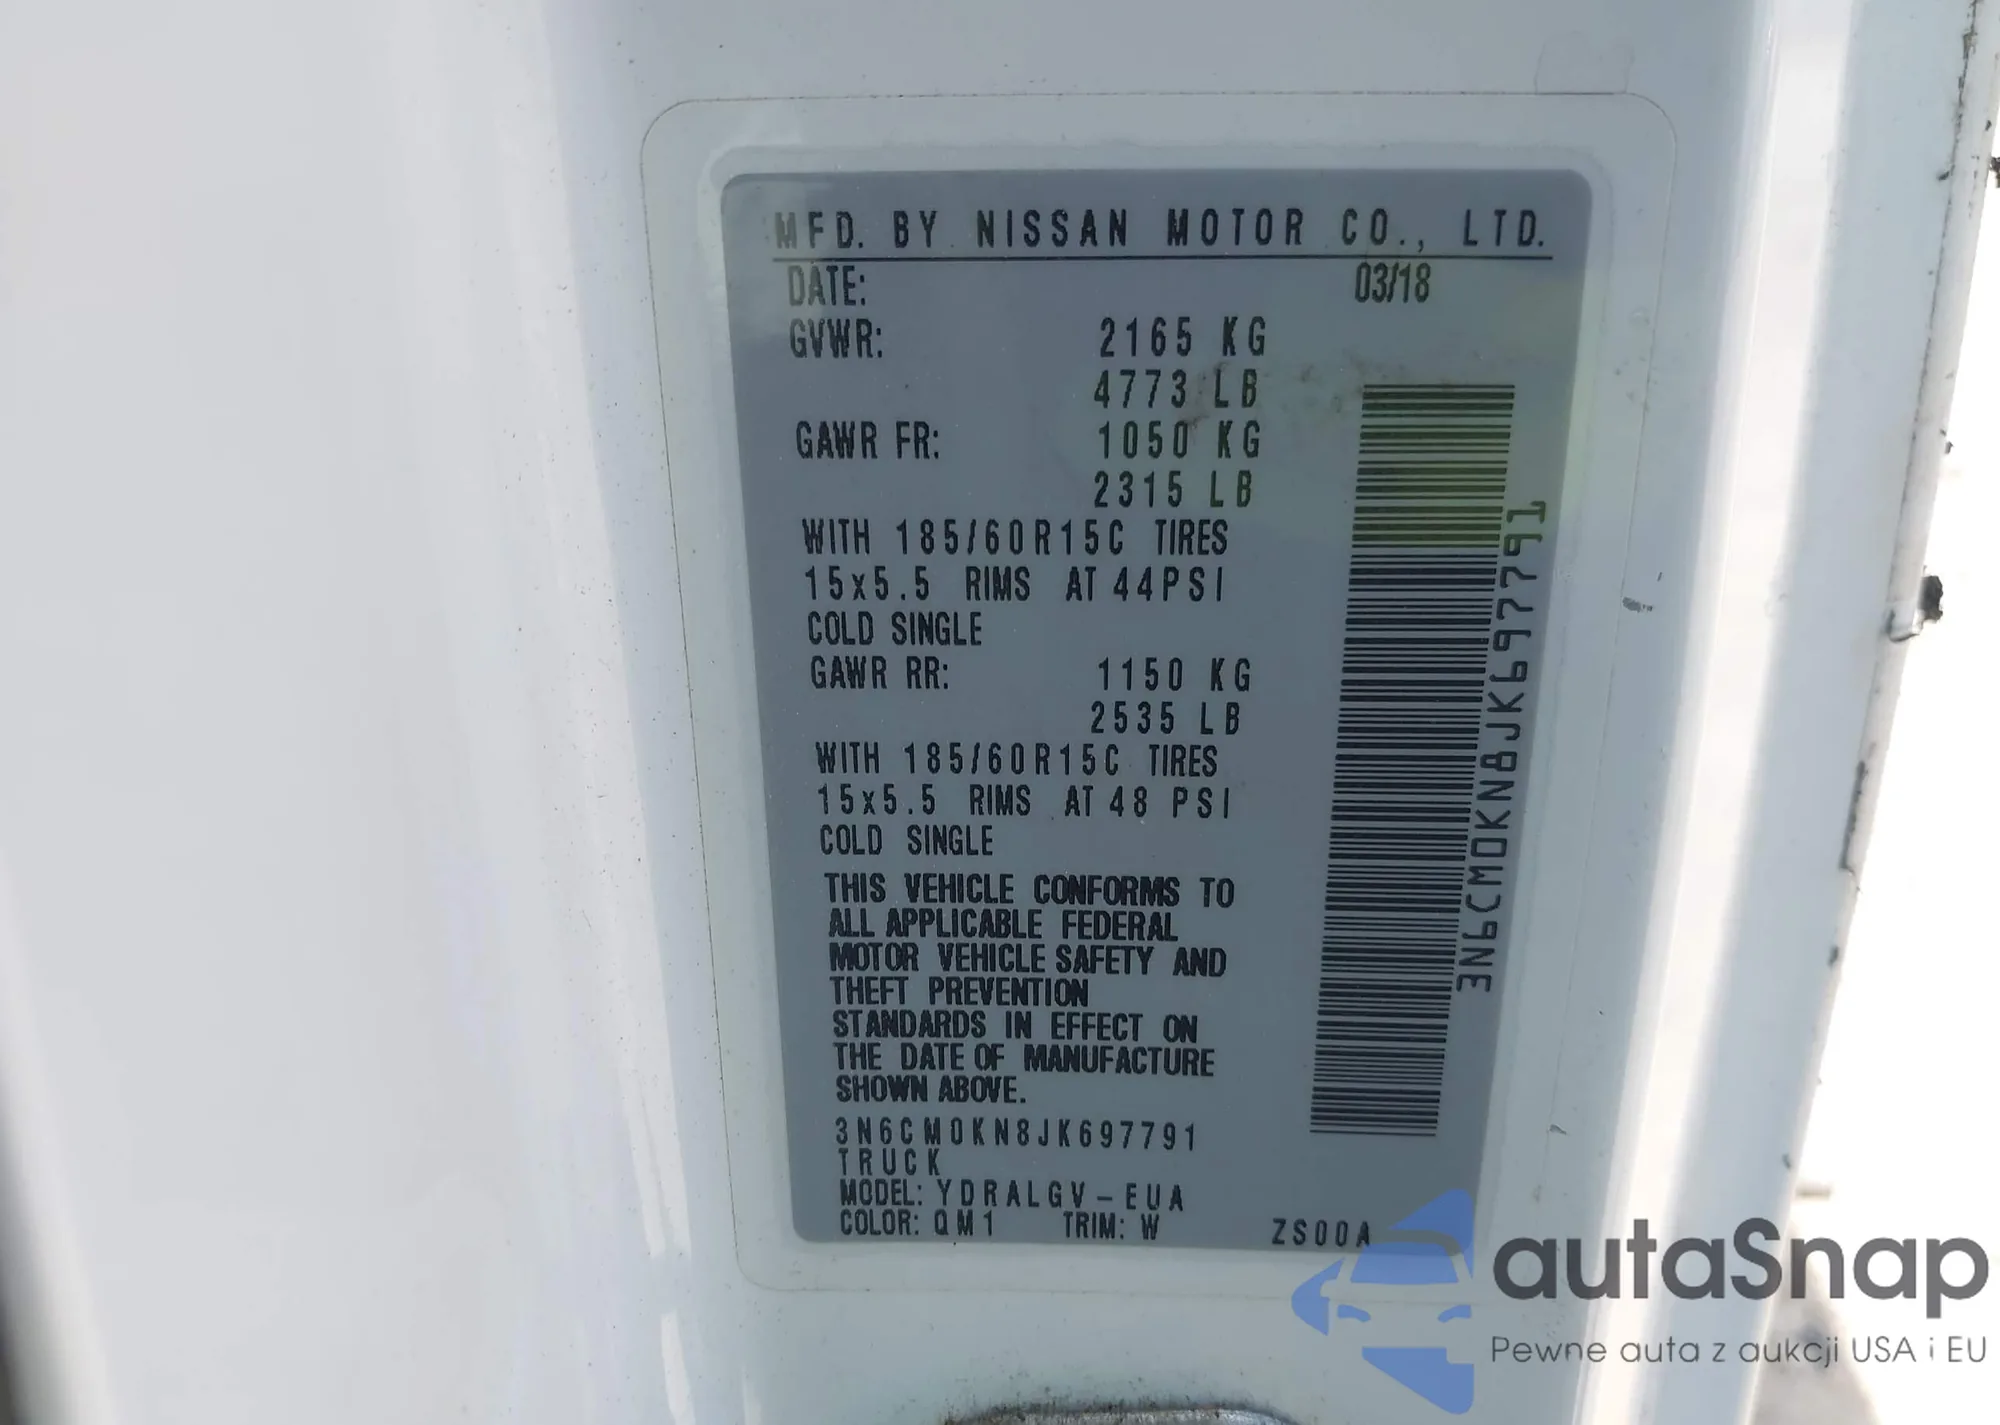 MFD. BY NISSAN MOTOR CO., LTD.
DATE: 03/18
GVWR: 2165 KG
4773 LB
GAWR FR: 1050 KG
2315 LB
WITH 185/60R15C TIRES
15x5.5 RIMS AT 44PSI
COLD SINGLE
GAWR RR: 1150 KG
2535 LB
WITH 185/60R15C TIRES
15x5.5 RIMS AT 48 PSI
COLD SINGLE
THIS VEHICLE CONFORMS TO
ALL APPLICABLE FEDERAL
MOTOR VEHICLE SAFETY AND
THEFT PREVENTION
STANDARDS IN EFFECT ON
THE DATE OF MANUFACTURE
SHOWN ABOVE.
3N6CM0KN8JK697791
TRUCK
MODEL: YDRALGV-EUA
COLOR: QM1 TRIM: W ZS00A
3N6CM0KN8JK697791
autaSnap
Pewne auta z aukcji USA i EU